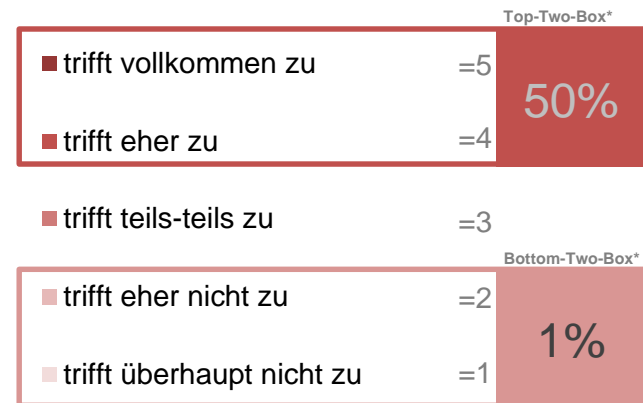 Top-Two-Box*
trifft vollkommen zu =5
50%
trifft eher zu =4
trifft teils-teils zu =3
Bottom-Two-Box*
trifft eher nicht zu =2
1%
trifft überhaupt nicht zu =1